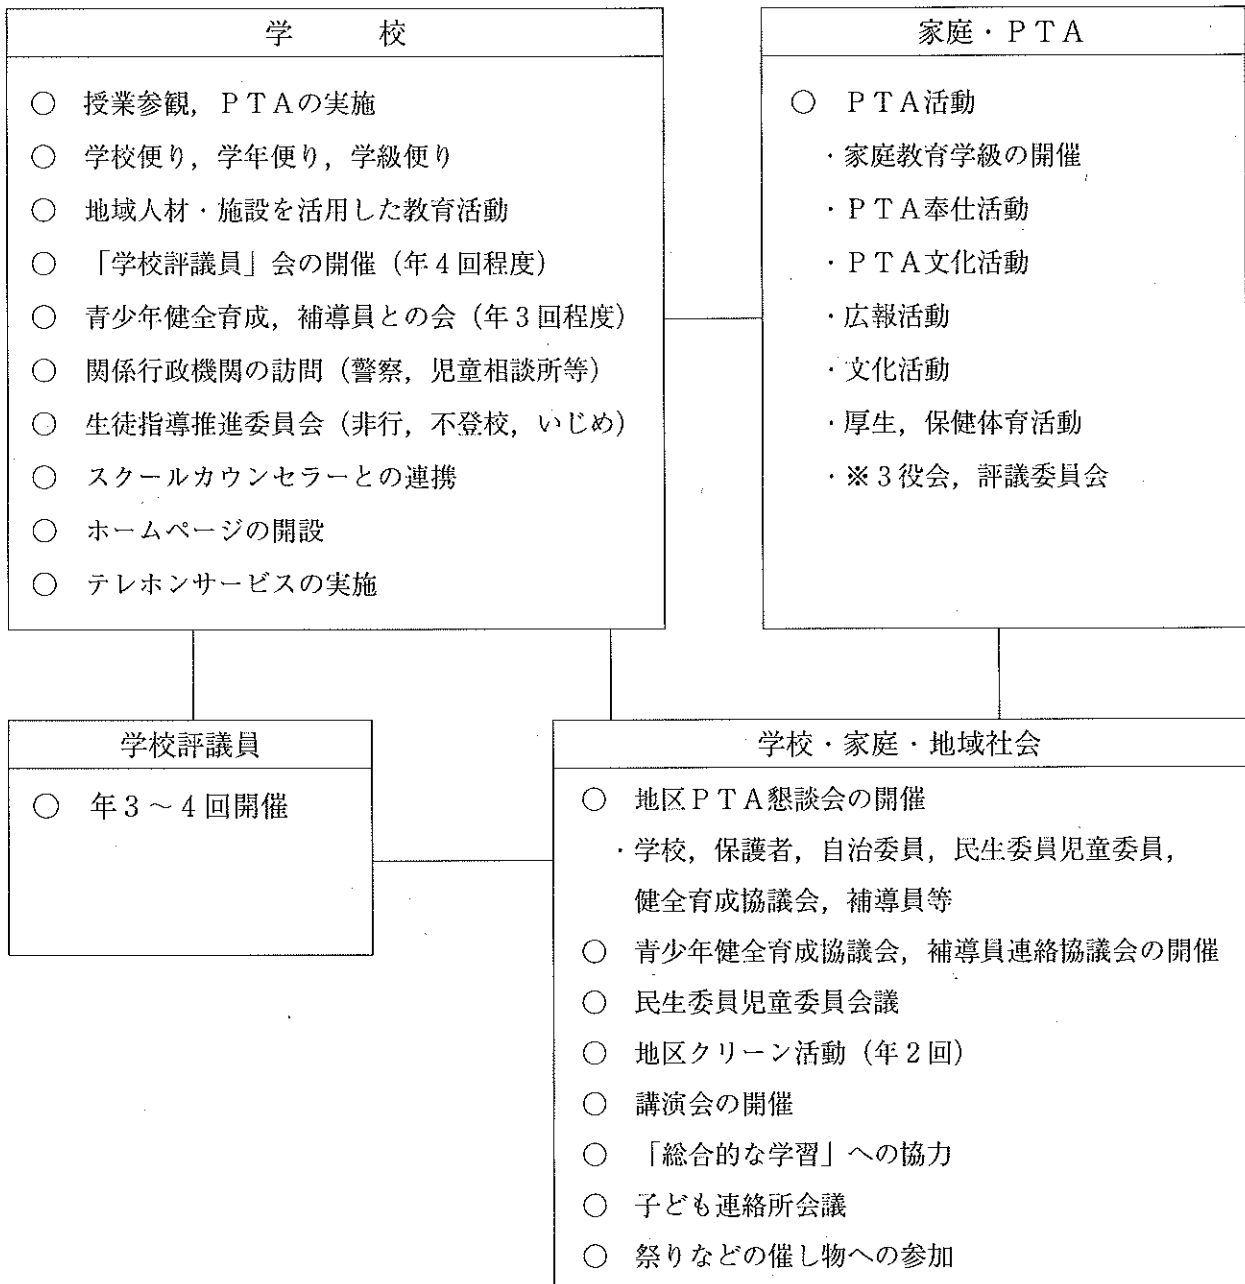 学　　校
○　授業参観，ＰＴＡの実施
○　学校便り，学年便り，学級便り
○　地域人材・施設を活用した教育活動
○　「学校評議員」会の開催（年４回程度）
○　青少年健全育成，補導員との会（年３回程度）
○　関係行政機関の訪問（警察，児童相談所等）
○　生徒指導推進委員会（非行，不登校，いじめ）
○　スクールカウンセラーとの連携
○　ホームページの開設
○　テレホンサービスの実施
家庭・ＰＴＡ
○　ＰＴＡ活動
・家庭教育学級の開催
・ＰＴＡ奉仕活動
・ＰＴＡ文化活動
・広報活動
・文化活動
・厚生，保健体育活動
・※３役会，評議委員会
学校評議員
○　年３～４回開催
学校・家庭・地域社会
○　地区ＰＴＡ懇談会の開催
・学校，保護者，自治委員，民生委員児童委員，
健全育成協議会，補導員等
○　青少年健全育成協議会，補導員連絡協議会の開催
○　民生委員児童委員会議
○　地区クリーン活動（年２回）
○　講演会の開催
○　「総合的な学習」への協力
○　子ども連絡所会議
○　祭りなどの催し物への参加